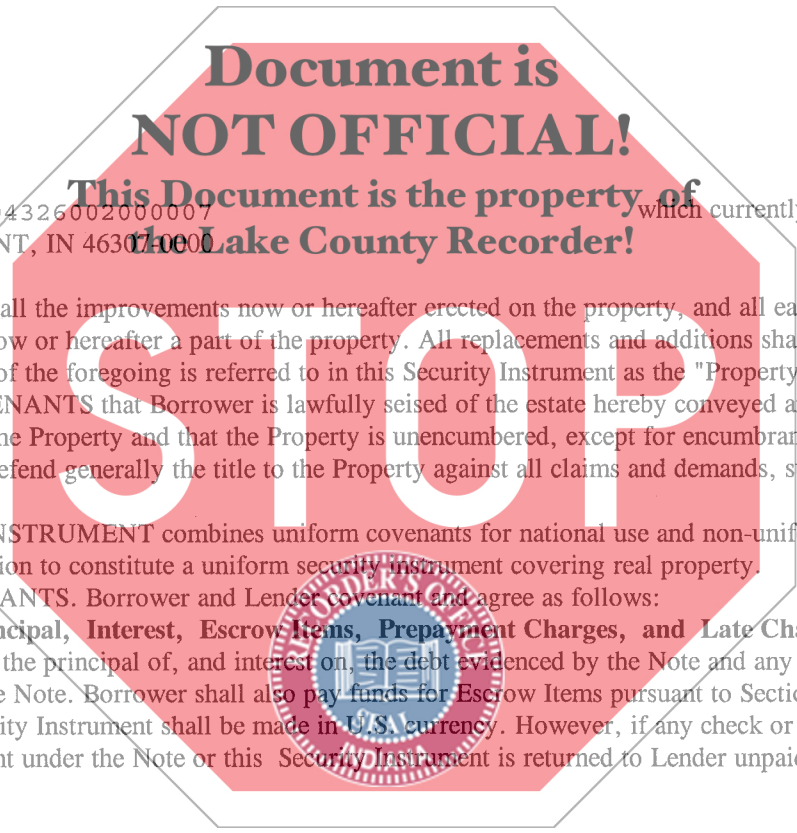 Document is
NOT OFFICIAL!
This Document is the property of
the Lake County Recorder!
STOP
4326002000007 which currently
NT, IN 46307-0000
all the improvements now or hereafter erected on the property, and all ea
ow or hereafter a part of the property. All replacements and additions sha
of the foregoing is referred to in this Security Instrument as the "Property
ENANTS that Borrower is lawfully seised of the estate hereby conveyed a
he Property and that the Property is unencumbered, except for encumbran
efend generally the title to the Property against all claims and demands, s
NSTRUMENT combines uniform covenants for national use and non-unif
ion to constitute a uniform security instrument covering real property.
ANTS. Borrower and Lender covenant and agree as follows:
ncipal, Interest, Escrow Items, Prepayment Charges, and Late Cha
the principal of, and interest on, the debt evidenced by the Note and any
e Note. Borrower shall also pay funds for Escrow Items pursuant to Sectio
ity Instrument shall be made in U.S. currency. However, if any check or
nt under the Note or this Security Instrument is returned to Lender unpai
RECORDER'S OFFICE
SEAL
INDIANA